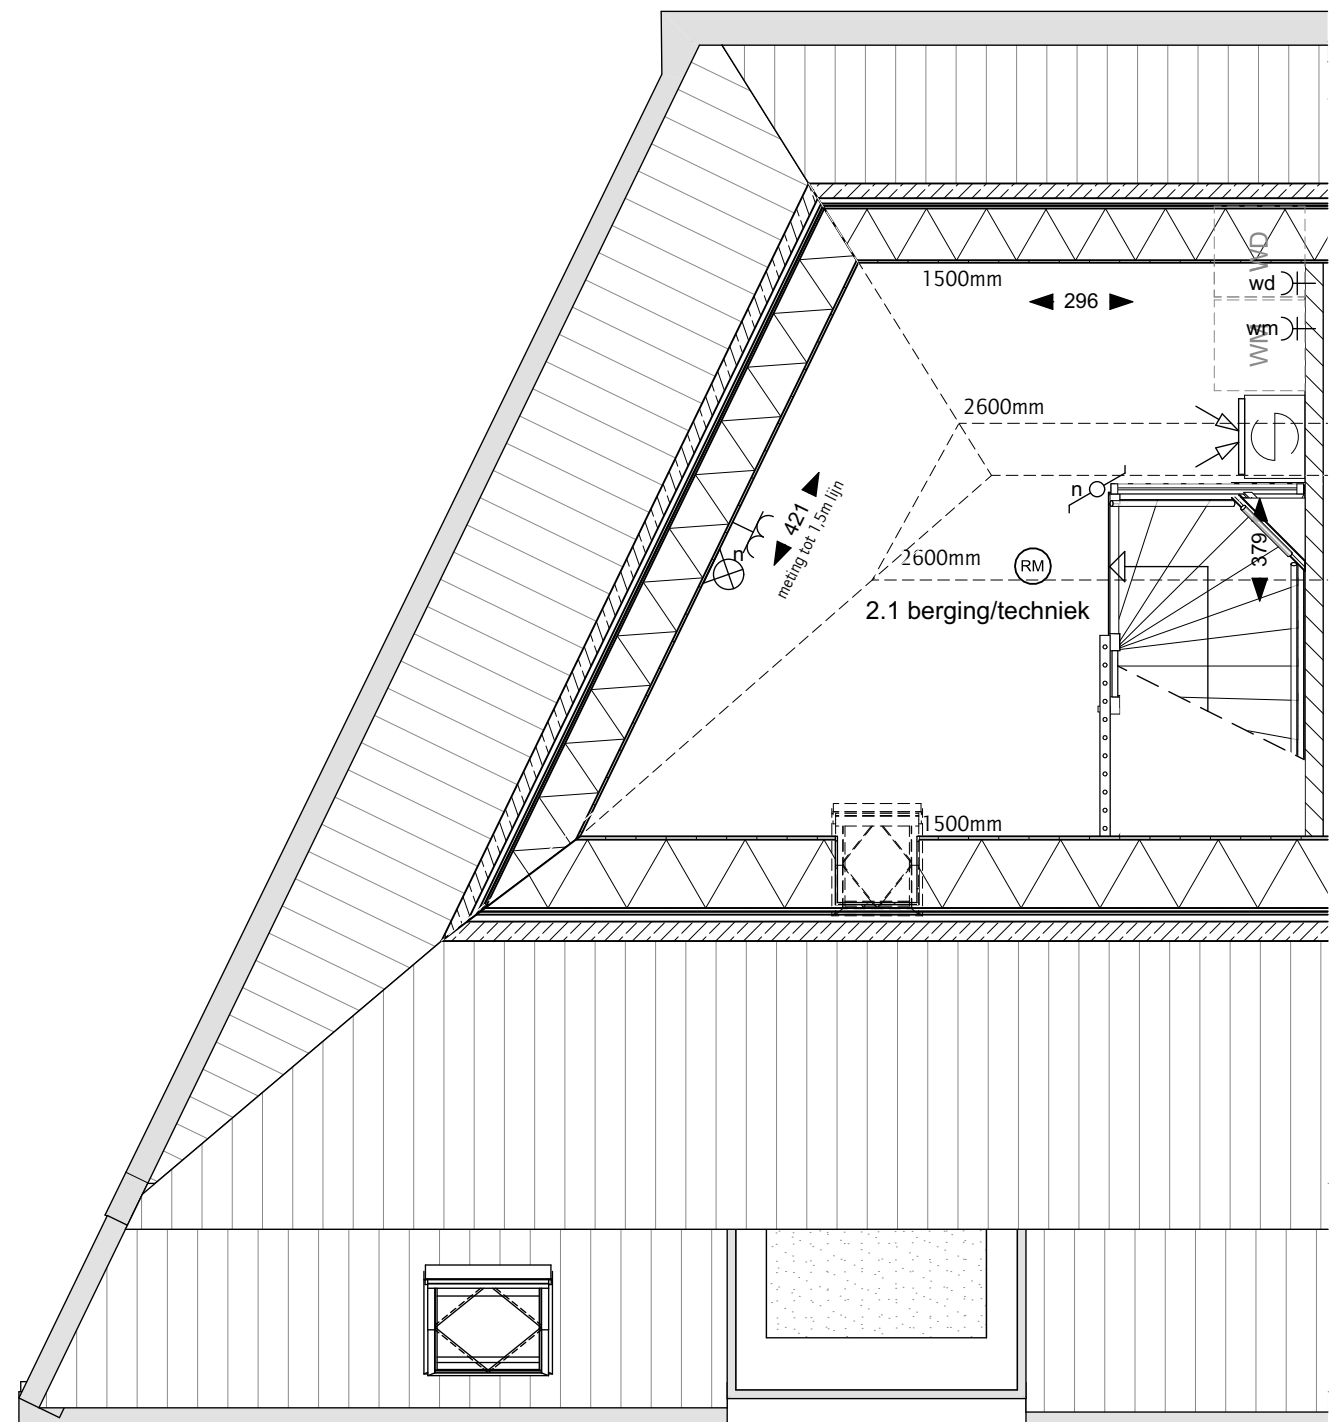 WD
1500mm
wd
296
wm
WM
2600mm
n
421
meting tot 1,5m lijn
n
379
2600mm
RM
2.1 berging/techniek
1500mm